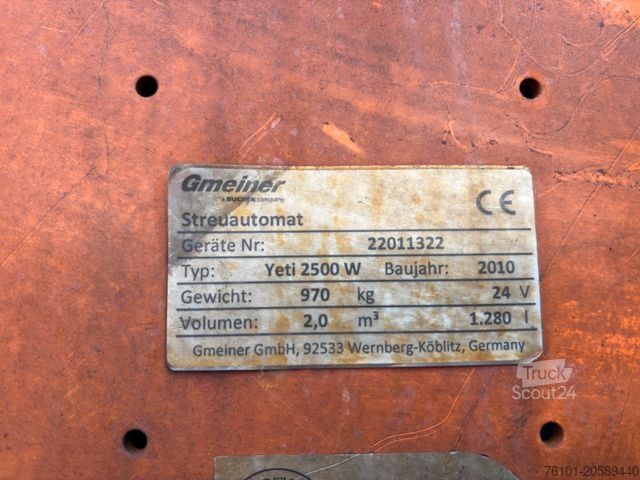 Gmeiner
a BUCHER company
CE
Streuautomat
Geräte Nr: 22011322
Typ: Yeti 2500 W Baujahr: 2010
Gewicht: 970 kg 24 V
Volumen: 2,0 m³ 1.280 l
Gmeiner GmbH, 92533 Wernberg-Köblitz, Germany
Truck
Scout24
76101-20589440